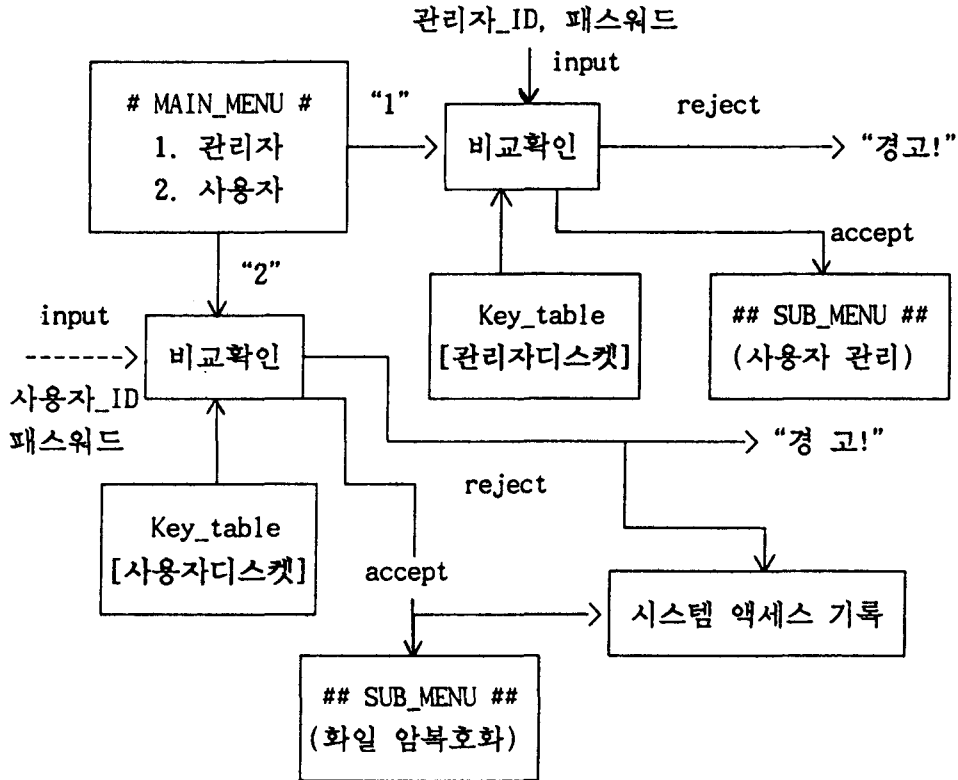 관리자_ID, 패스워드
input
# MAIN_MENU #
1. 관리자
2. 사용자
"1"
비교확인
reject
"경고!"
accept
"2"
Key_table
[관리자디스켓]
## SUB_MENU ##
(사용자 관리)
input
비교확인
사용자_ID
패스워드
"경 고!"
reject
Key_table
[사용자디스켓]
accept
시스템 액세스 기록
## SUB_MENU ##
(화일 암복호화)